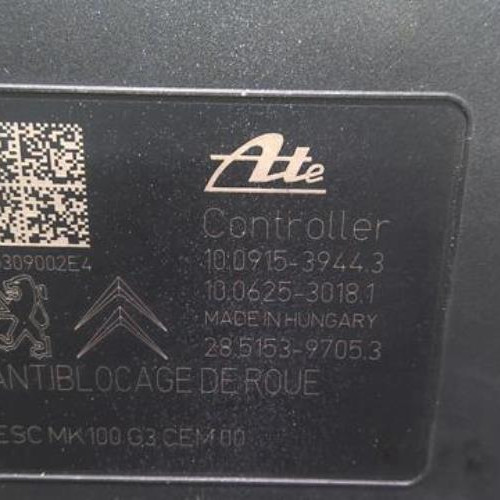 Ate
Controller
10.0915-3944.3
309002E4
10.0625-3018.1
MADE IN HUNGARY
28.5153-9705.3
ANTIBLOCAGE DE ROUE
ESC MK100 G3 CEM 00